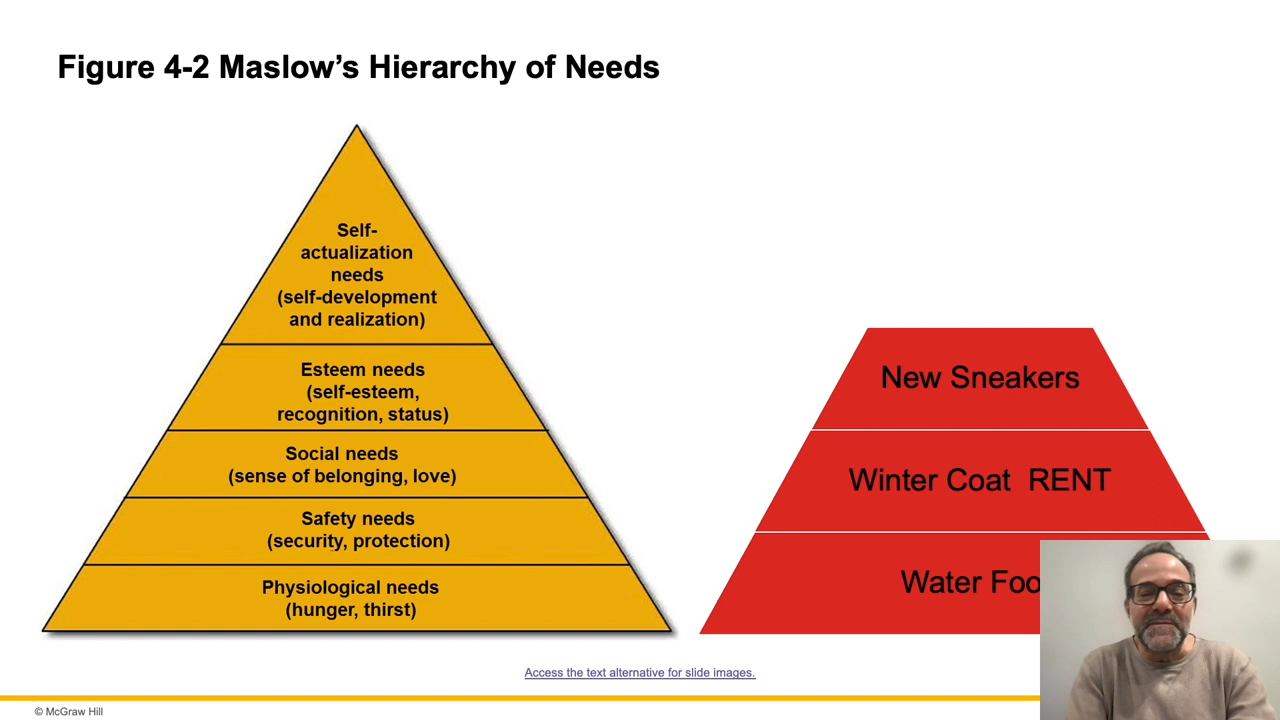 Figure 4-2 Maslow’s Hierarchy of Needs
Self-
actualization
needs
(self-development
and realization)
Esteem needs
(self-esteem,
recognition, status)
Social needs
(sense of belonging, love)
Safety needs
(security, protection)
Physiological needs
(hunger, thirst)
New Sneakers
Winter Coat  RENT
Water
Access the text alternative for slide images.
© McGraw Hill